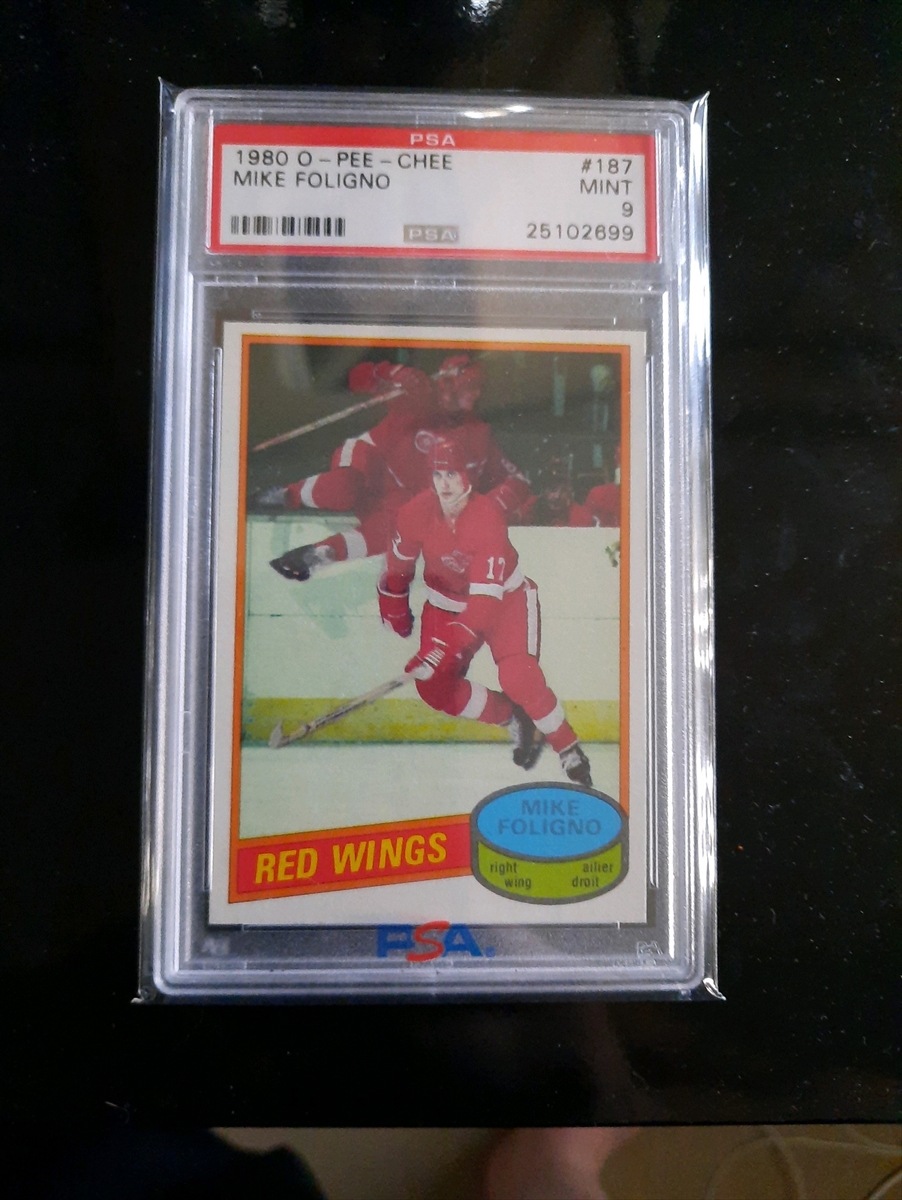 PSA
1980 O-PEE-CHEE #187
MIKE FOLIGNO MINT
9
PSA 25102699
17
RED WINGS
MIKE
FOLIGNO
right ailier
wing droit
PSA®